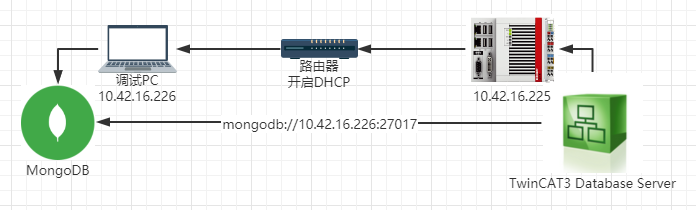 调试PC
10.42.16.226
路由器
开启DHCP
10.42.16.225
mongodb://10.42.16.226:27017
MongoDB
TwinCAT3 Database Server